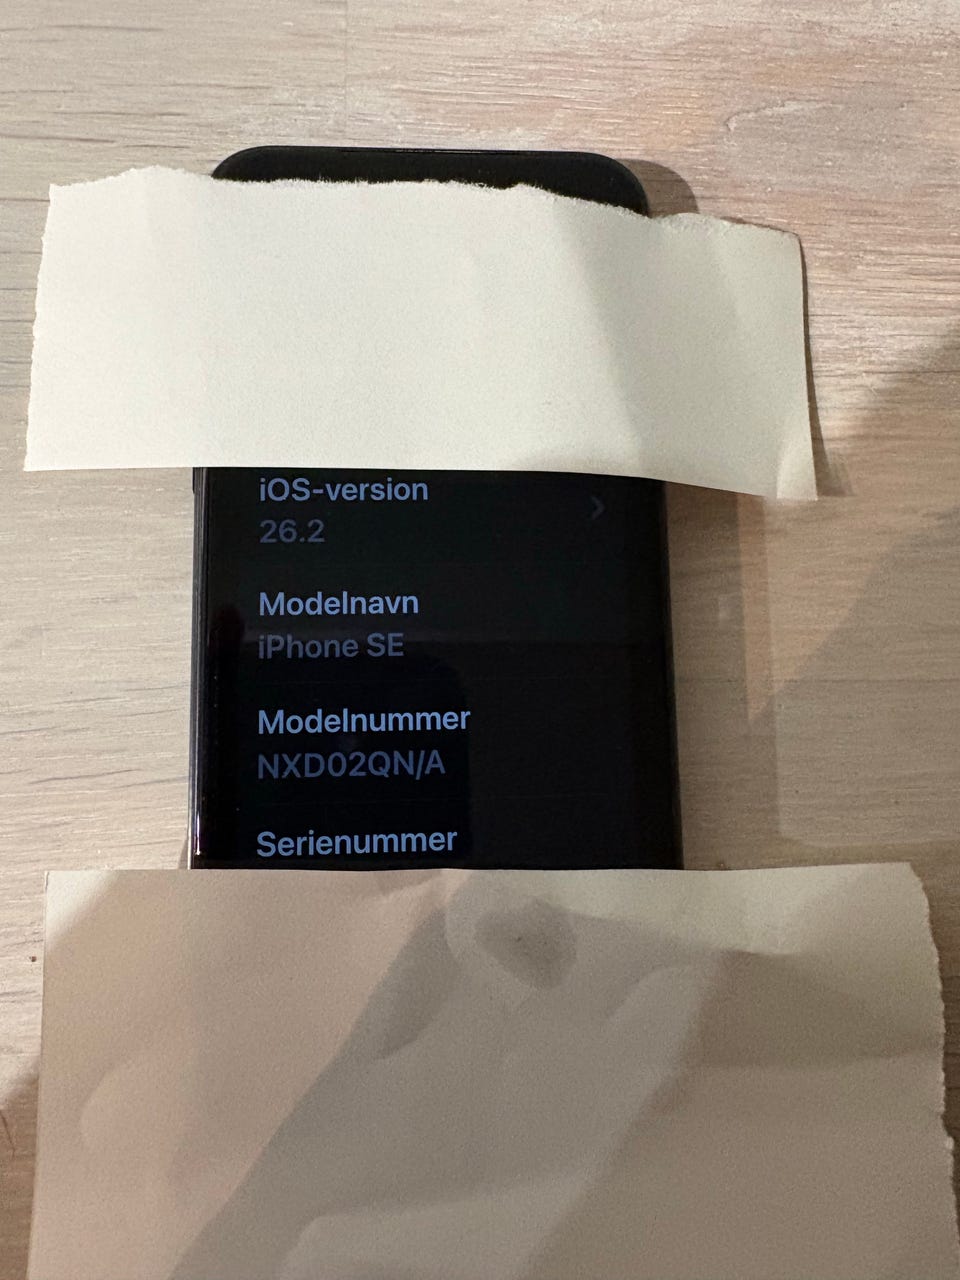 iOS-version
26.2
Modelnavn
iPhone SE
Modelnummer
NXD02QN/A
Serienummer